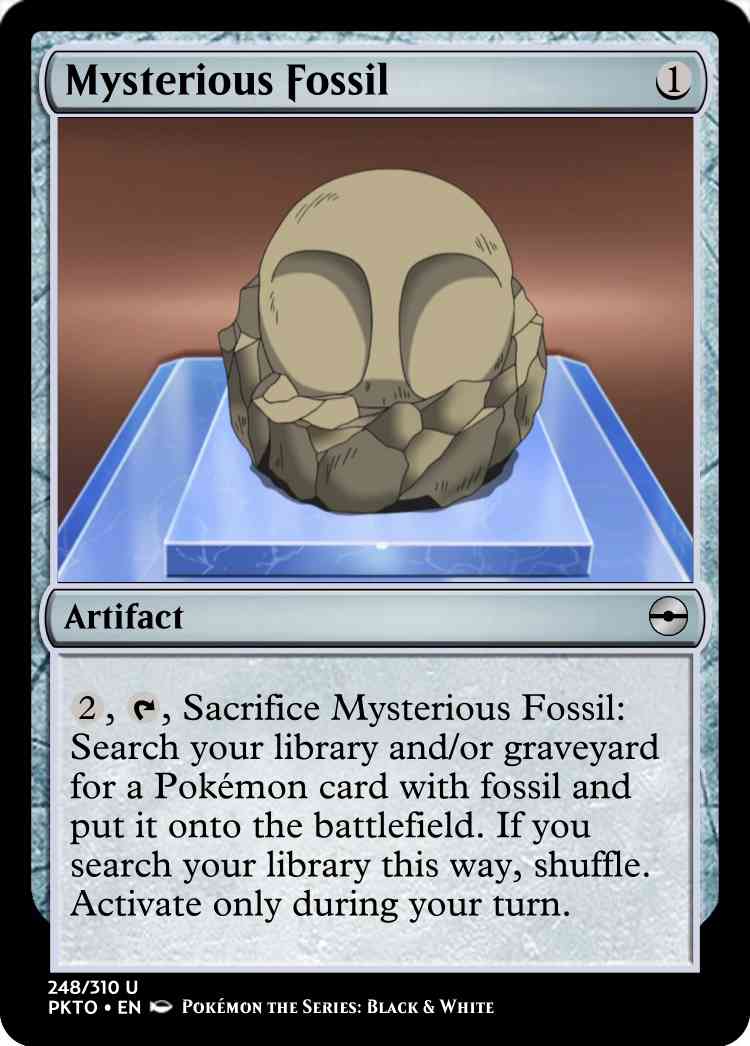 Mysterious Fossil 1
Artifact
2, , Sacrifice Mysterious Fossil:
Search your library and/or graveyard
for a Pokémon card with fossil and
put it onto the battlefield. If you
search your library this way, shuffle.
Activate only during your turn.
248/310 U
PKTO • EN Pokémon the Series: Black & White